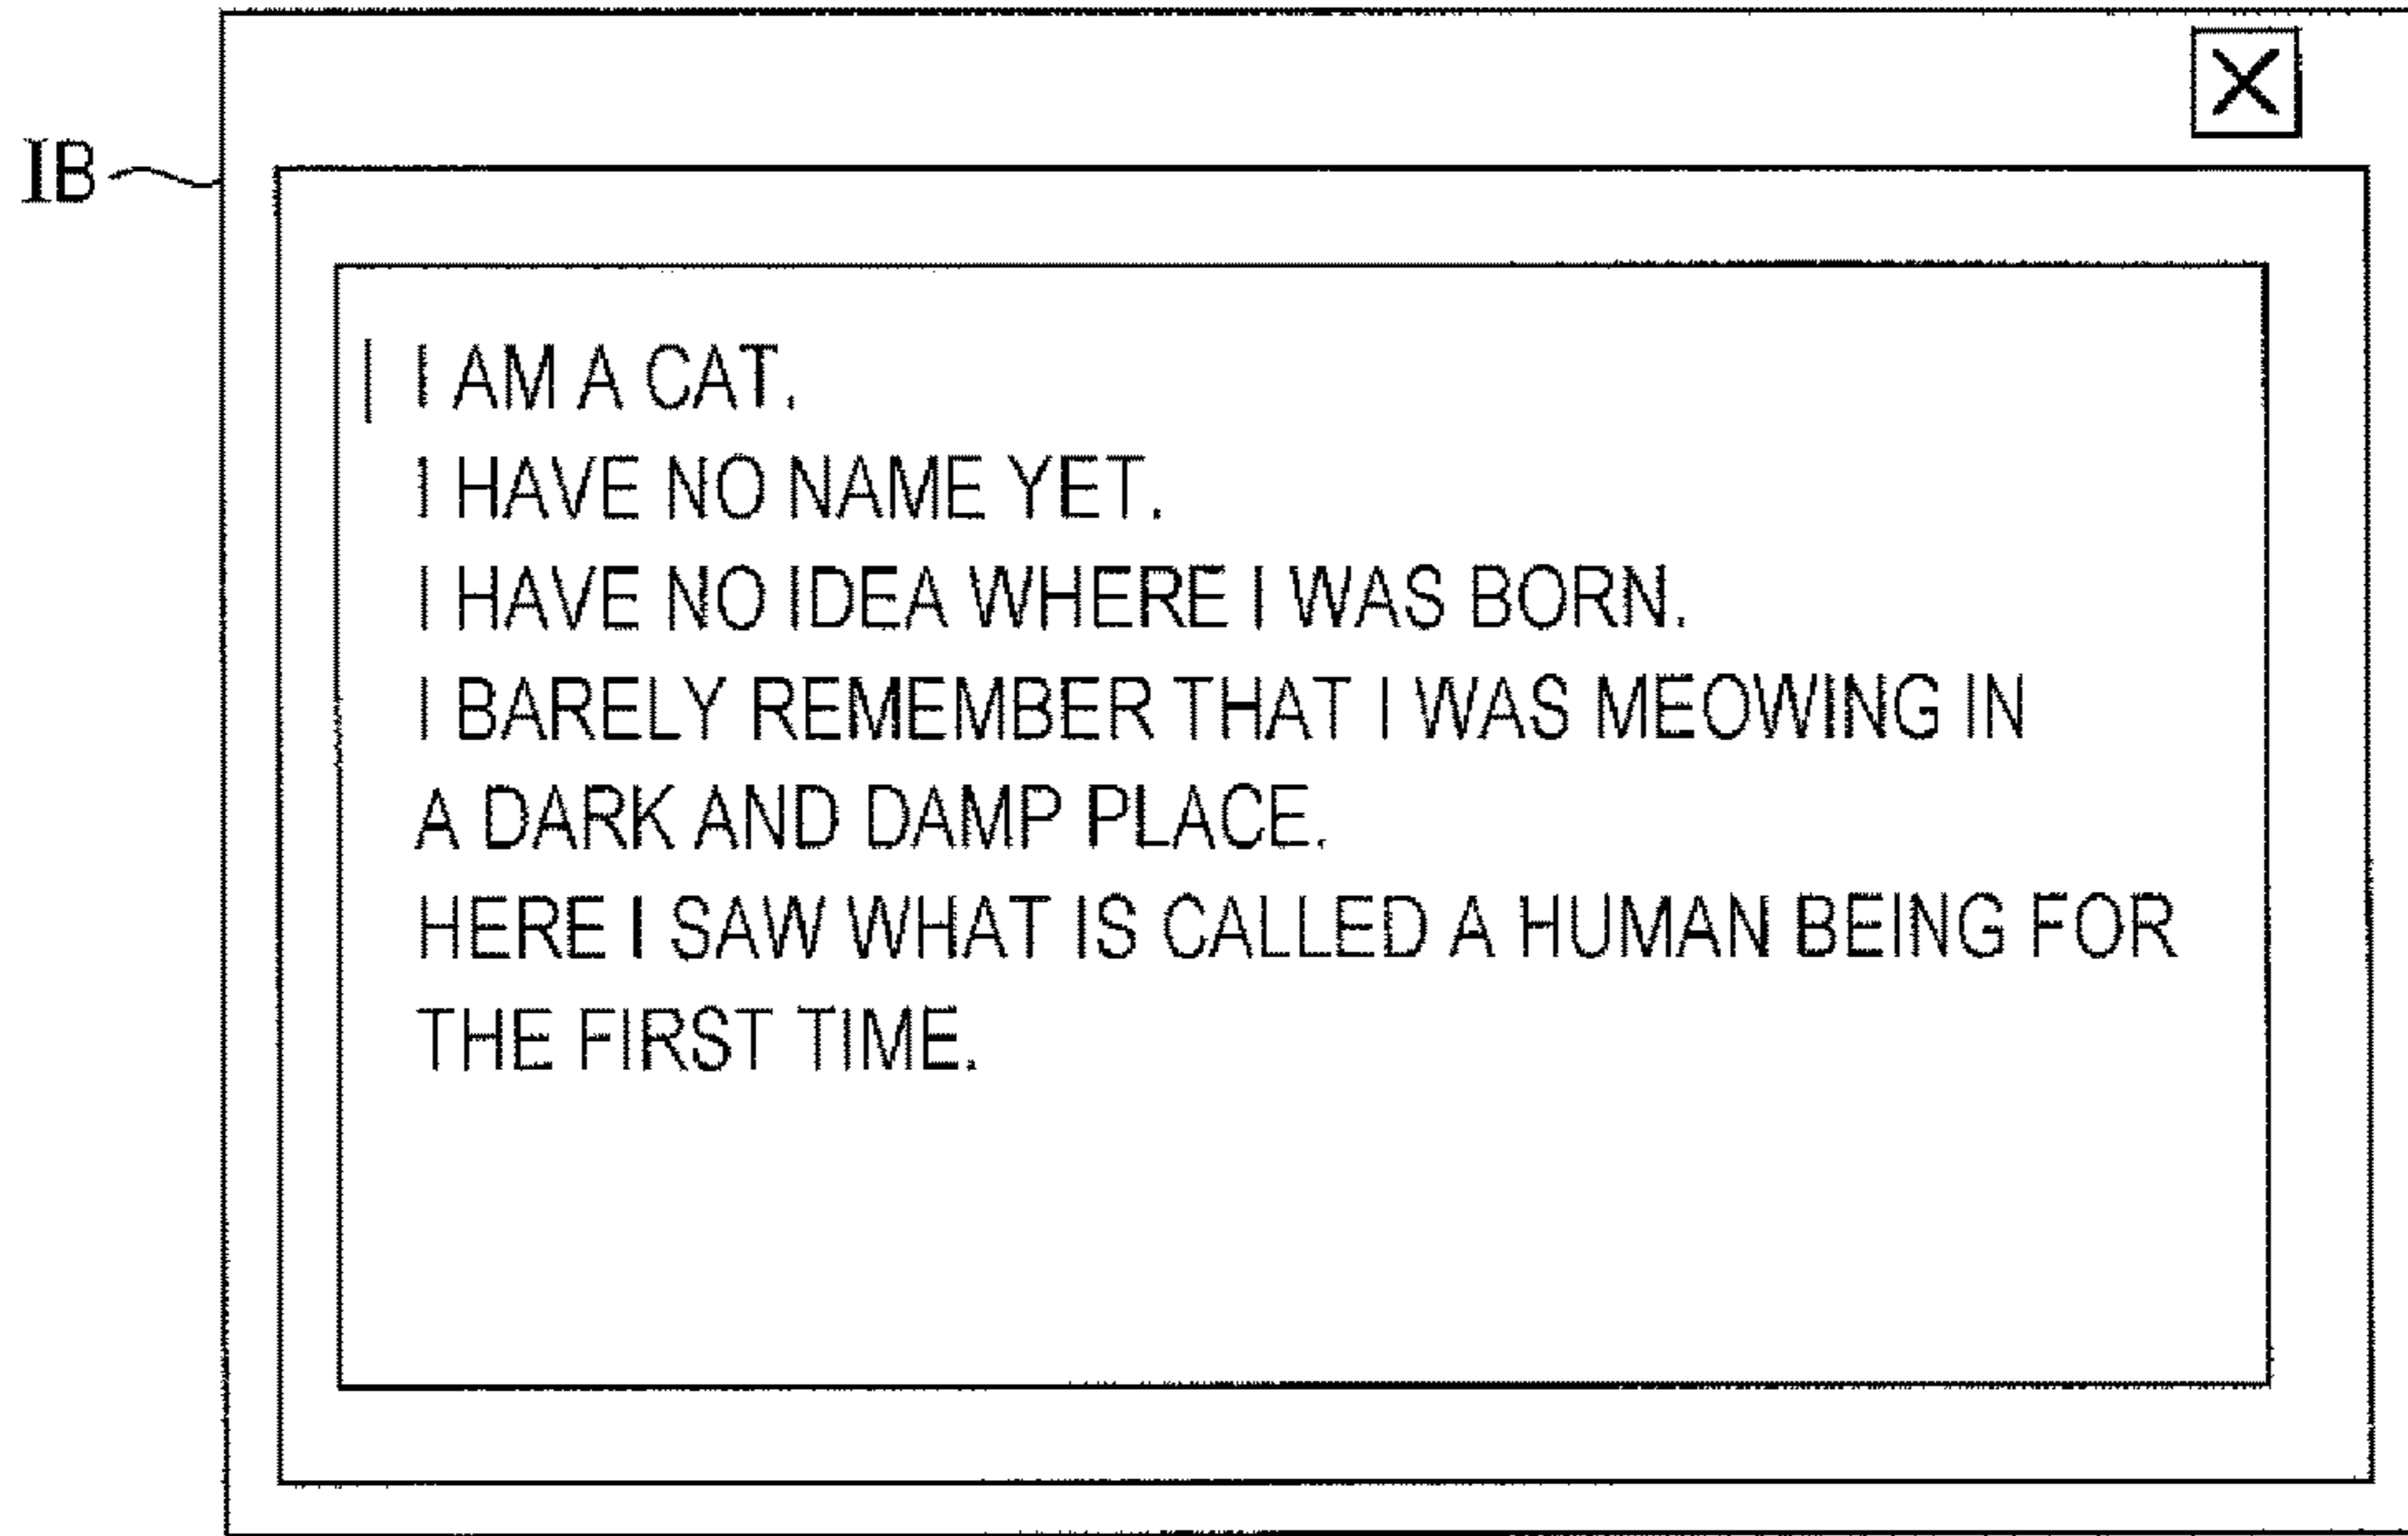 IB
I AM A CAT.
I HAVE NO NAME YET.
I HAVE NO IDEA WHERE I WAS BORN.
I BARELY REMEMBER THAT I WAS MEOWING IN
A DARK AND DAMP PLACE.
HERE I SAW WHAT IS CALLED A HUMAN BEING FOR
THE FIRST TIME.